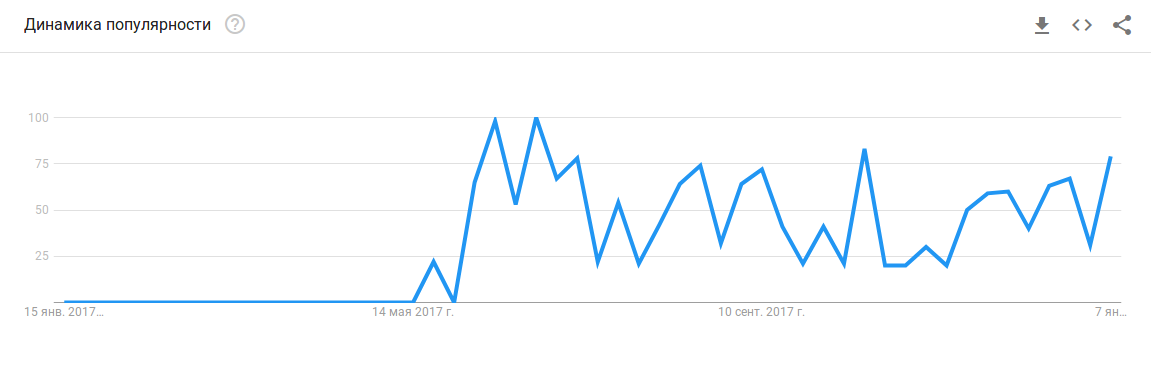 Динамика популярности ?
100
75
50
25
15 янв. 2017…
14 мая 2017 г.
10 сент. 2017 г.
7 ян…